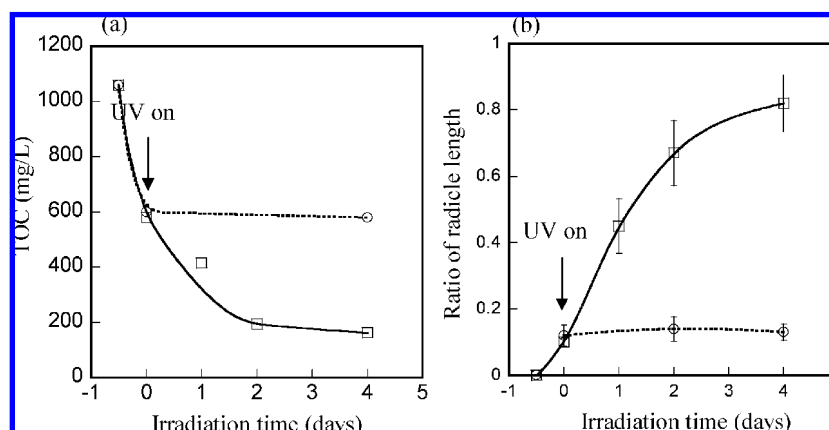 (a)
1200
1000
800
600
400
200
0
TOC (mg/L)
UV on
-1 0 1 2 3 4 5
Irradiation time (days)
(b)
1
0.8
0.6
0.4
0.2
0
Ratio of radicle length
UV on
-1 0 1 2 3 4
Irradiation time (days)